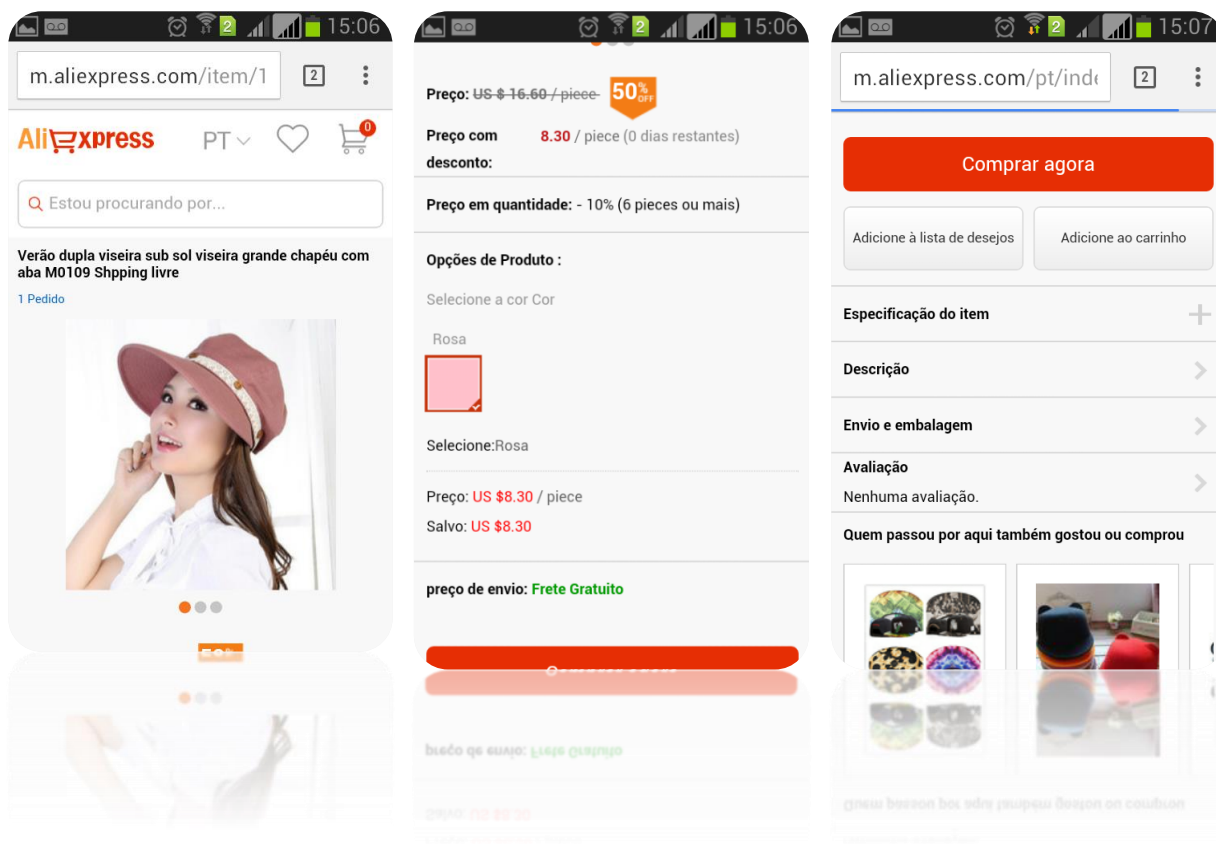 15:06
m.aliexpress.com/item/1
2
AliExpress
PT
0
Estou procurando por...
Verão dupla viseira sub sol viseira grande chapéu com
aba M0109 Shpping livre
1 Pedido
15:06
Preço: US $ 16.60 / piece
50% OFF
Preço com
desconto:
8.30 / piece (0 dias restantes)
Preço em quantidade: - 10% (6 pieces ou mais)
Opções de Produto :
Selecione a cor Cor
Rosa
Selecione:Rosa
Preço: US $8.30 / piece
Salvo: US $8.30
preço de envio: Frete Gratuito
15:07
m.aliexpress.com/pt/inde
2
Comprar agora
Adicione à lista de desejos
Adicione ao carrinho
Especificação do item
Descrição
Envio e embalagem
Avaliação
Nenhuma avaliação.
Quem passou por aqui também gostou ou comprou